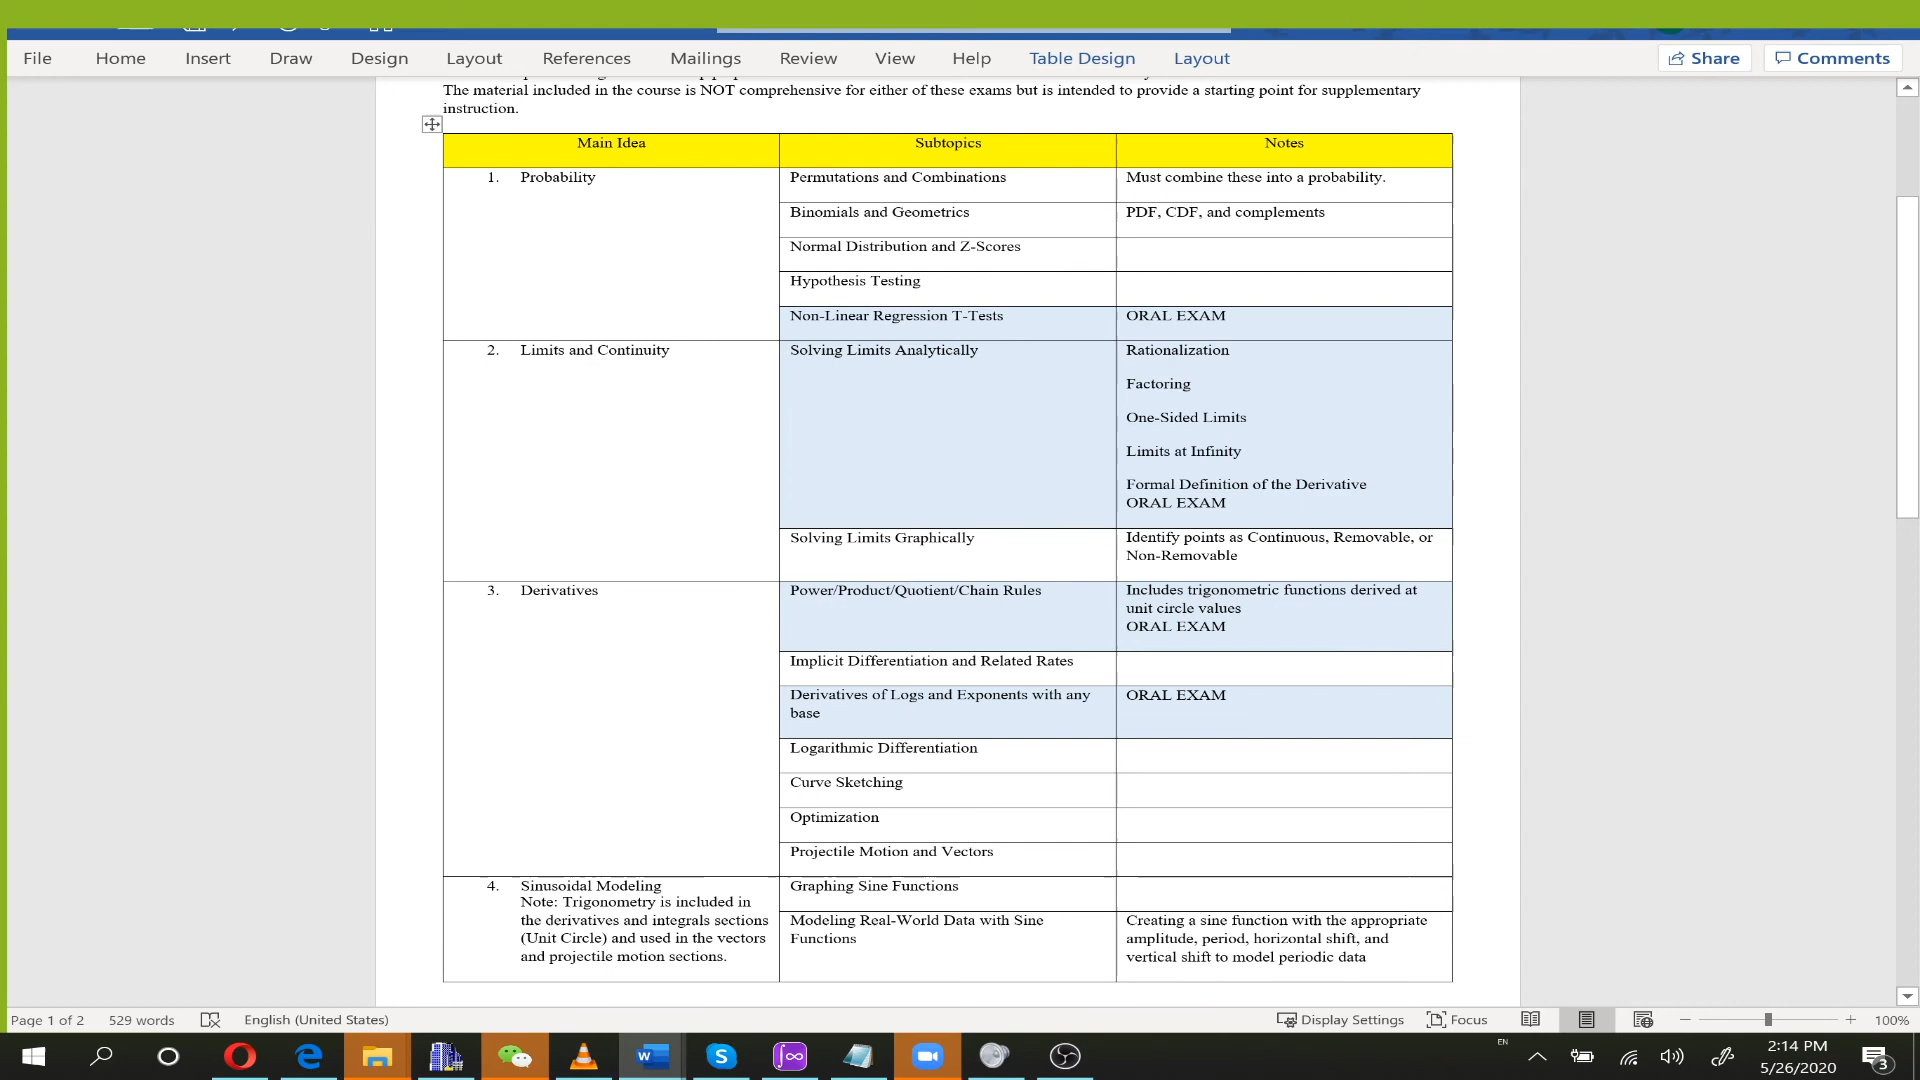 File Home Insert Draw Design Layout References Mailings Review View Help Table Design Layout Share Comments
The material included in the course is NOT comprehensive for either of these exams but is intended to provide a starting point for supplementary
instruction.
Main Idea Subtopics Notes
1. Probability Permutations and Combinations Must combine these into a probability.
Binomials and Geometrics PDF, CDF, and complements
Normal Distribution and Z-Scores
Hypothesis Testing
Non-Linear Regression T-Tests ORAL EXAM
2. Limits and Continuity Solving Limits Analytically Rationalization
Factoring
One-Sided Limits
Limits at Infinity
Formal Definition of the Derivative
ORAL EXAM
Solving Limits Graphically Identify points as Continuous, Removable, or
Non-Removable
3. Derivatives Power/Product/Quotient/Chain Rules Includes trigonometric functions derived at
unit circle values
ORAL EXAM
Implicit Differentiation and Related Rates
Derivatives of Logs and Exponents with any ORAL EXAM
base
Logarithmic Differentiation
Curve Sketching
Optimization
Projectile Motion and Vectors
4. Sinusoidal Modeling Graphing Sine Functions
Note: Trigonometry is included in
the derivatives and integrals sections Modeling Real-World Data with Sine Creating a sine function with the appropriate
(Unit Circle) and used in the vectors Functions amplitude, period, horizontal shift, and
and projectile motion sections. vertical shift to model periodic data
Page 1 of 2 529 words English (United States) Display Settings Focus 100%
EN 2:14 PM
5/26/2020 3